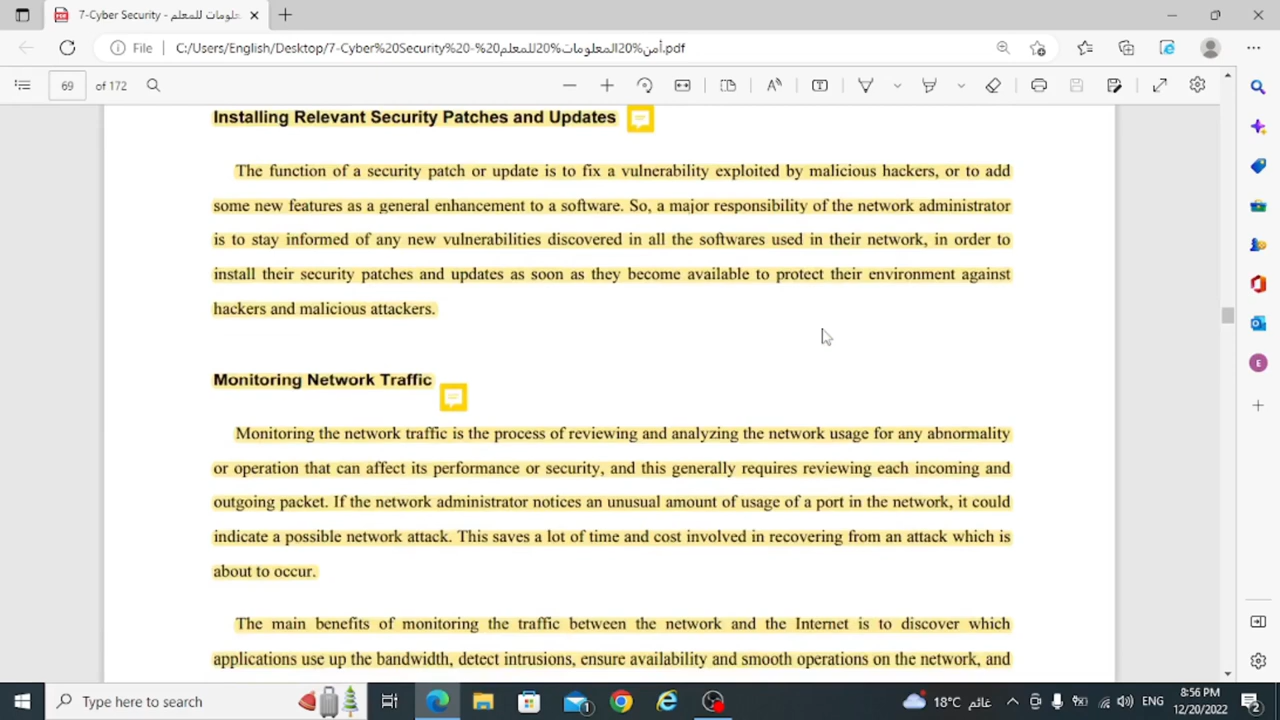 7-Cyber Security - أمن المعلومات للمعلم
File
C:/Users/English/Desktop/7-Cyber%20Security%20-%20أمن%20المعلومات%20للمعلم.pdf
69 of 172
Installing Relevant Security Patches and Updates
The function of a security patch or update is to fix a vulnerability exploited by malicious hackers, or to add
some new features as a general enhancement to a software. So, a major responsibility of the network administrator
is to stay informed of any new vulnerabilities discovered in all the softwares used in their network, in order to
install their security patches and updates as soon as they become available to protect their environment against
hackers and malicious attackers.
Monitoring Network Traffic
Monitoring the network traffic is the process of reviewing and analyzing the network usage for any abnormality
or operation that can affect its performance or security, and this generally requires reviewing each incoming and
outgoing packet. If the network administrator notices an unusual amount of usage of a port in the network, it could
indicate a possible network attack. This saves a lot of time and cost involved in recovering from an attack which is
about to occur.
The main benefits of monitoring the traffic between the network and the Internet is to discover which
applications use up the bandwidth, detect intrusions, ensure availability and smooth operations on the network, and
E
Type here to search
1
18°C غائم
ENG
8:56 PM
12/20/2022
2